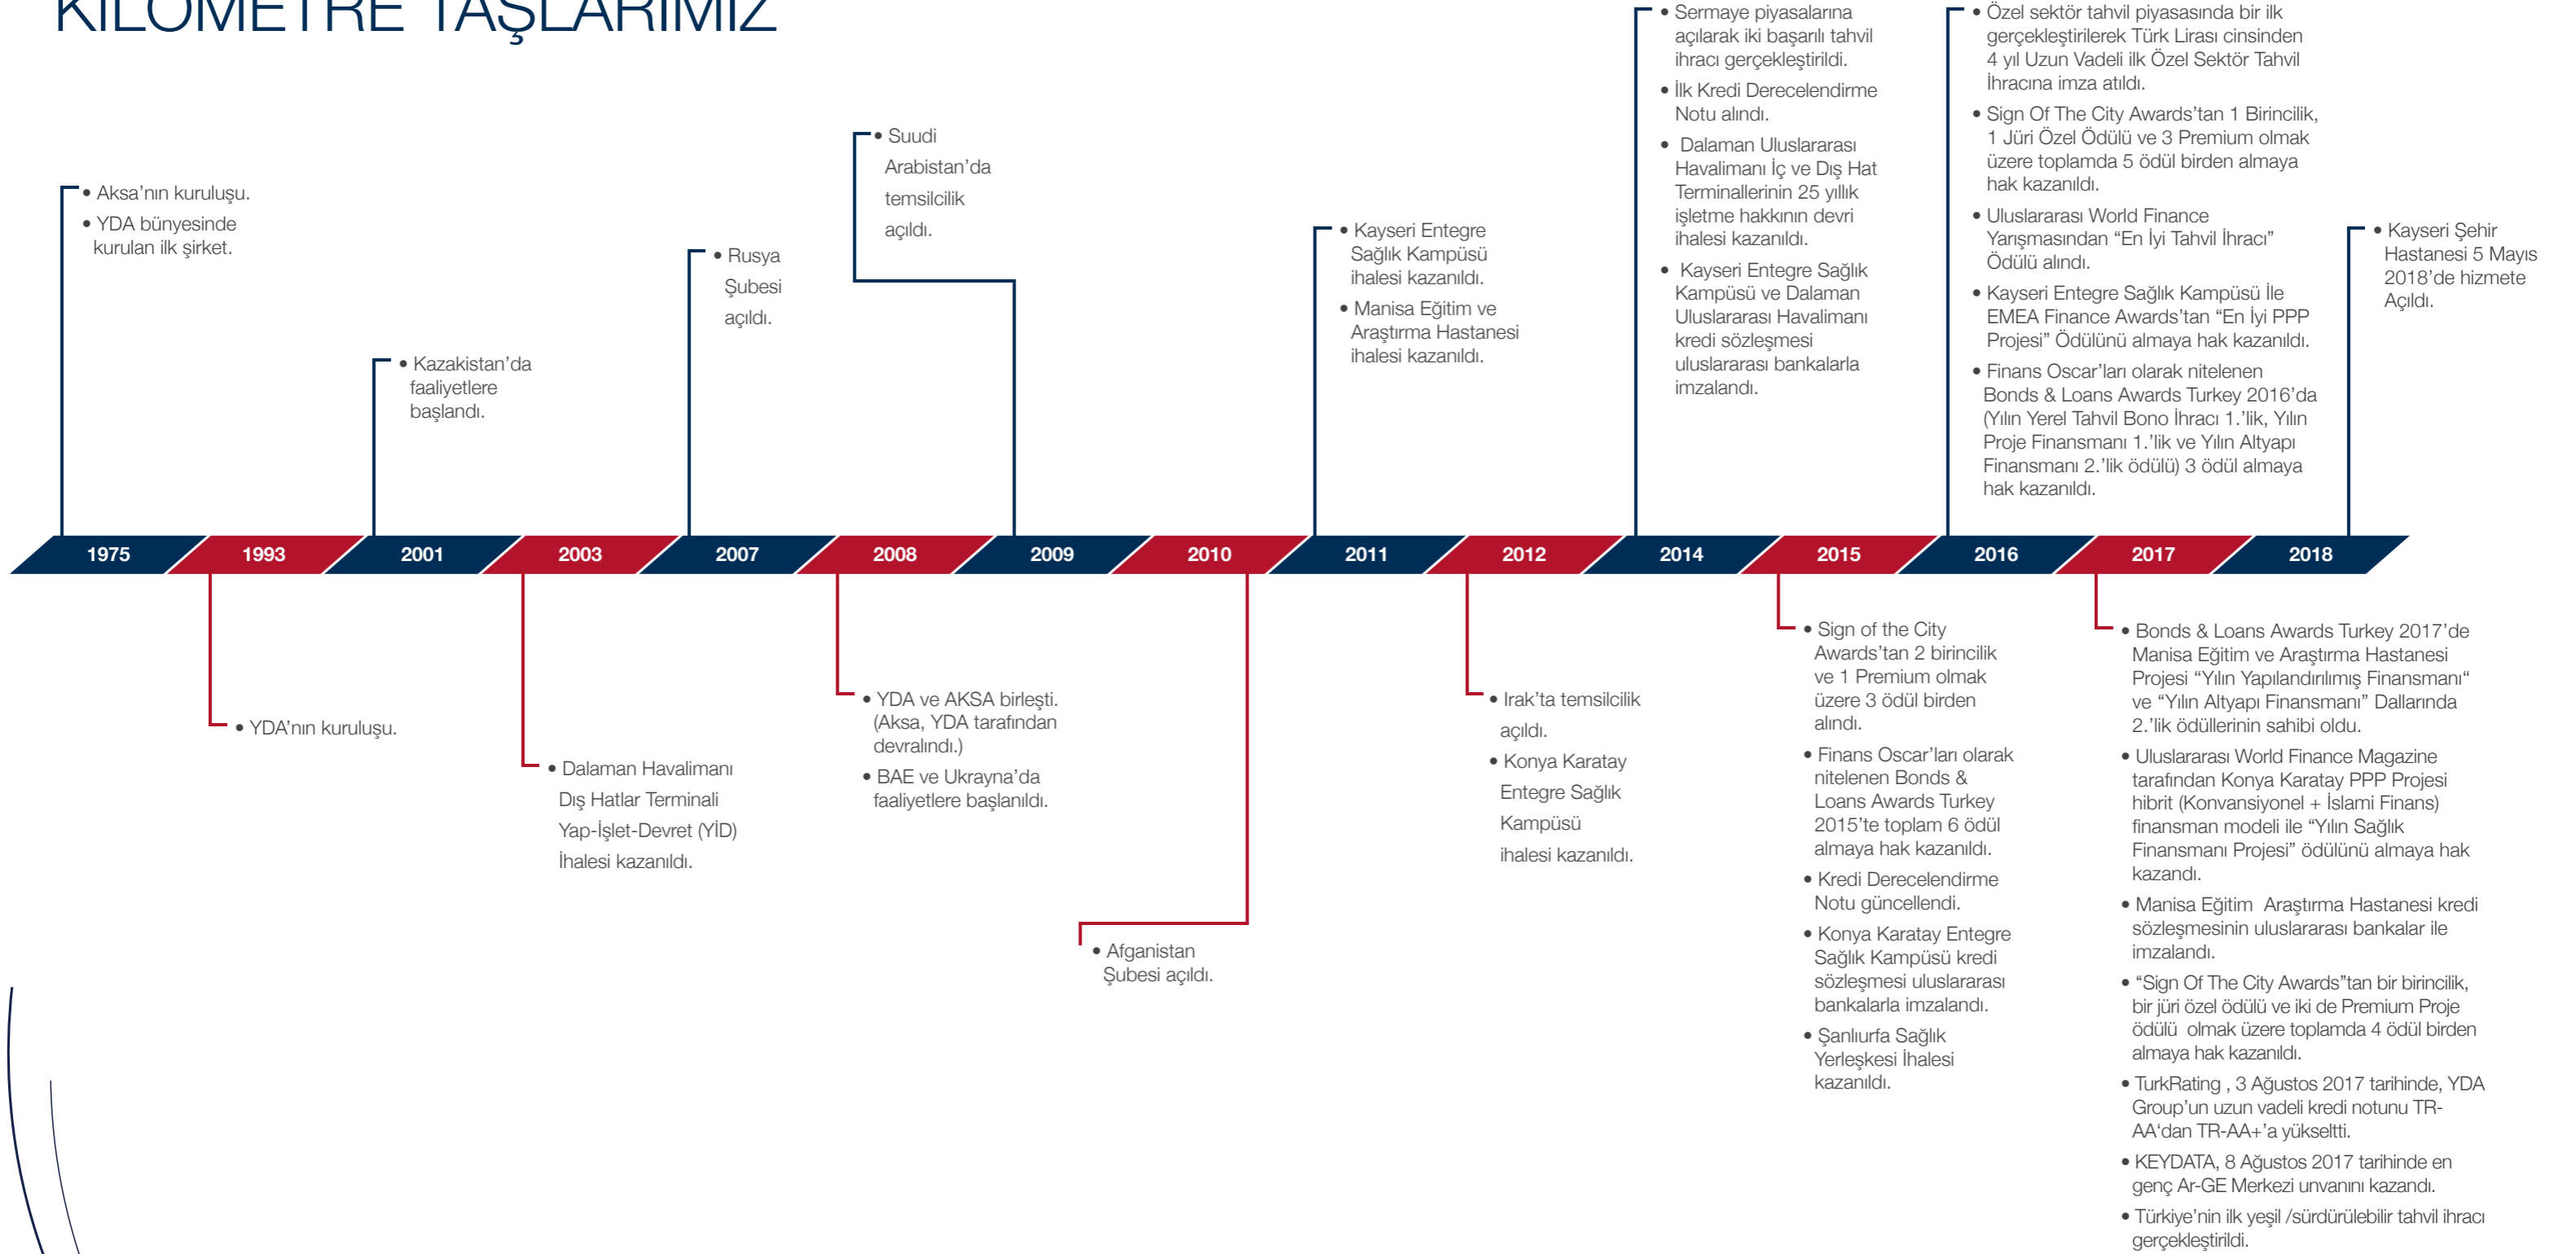 KİLOMETRE TAŞLARIMIZ
• Aksa’nın kuruluşu.
• YDA bünyesinde
kurulan ilk şirket.
• Kazakistan’da
faaliyetlere
başlandı.
• Rusya
Şubesi
açıldı.
• Suudi
Arabistan’da
temsilcilik
açıldı.
• Kayseri Entegre
Sağlık Kampüsü
ihalesi kazanıldı.
• Manisa Eğitim ve
Araştırma Hastanesi
ihalesi kazanıldı.
• Sermaye piyasalarına
açılarak iki başarılı tahvil
ihracı gerçekleştirildi.
• İlk Kredi Derecelendirme
Notu alındı.
• Dalaman Uluslararası
Havalimanı İç ve Dış Hat
Terminallerinin 25 yıllık
işletme hakkının devri
ihalesi kazanıldı.
• Kayseri Entegre Sağlık
Kampüsü ve Dalaman
Uluslararası Havalimanı
kredi sözleşmesi
uluslararası bankalarla
imzalandı.
• Özel sektör tahvil piyasasında bir ilk
gerçekleştirilerek Türk Lirası cinsinden
4 yıl Uzun Vadeli ilk Özel Sektör Tahvil
İhracına imza atıldı.
• Sign Of The City Awards’tan 1 Birincilik,
1 Jüri Özel Ödülü ve 3 Premium olmak
üzere toplamda 5 ödül birden almaya
hak kazanıldı.
• Uluslararası World Finance
Yarışmasından “En İyi Tahvil İhracı”
Ödülü alındı.
• Kayseri Entegre Sağlık Kampüsü İle
EMEA Finance Awards’tan “En İyi PPP
Projesi” Ödülünü almaya hak kazanıldı.
• Finans Oscar’ları olarak nitelenen
Bonds & Loans Awards Turkey 2016’da
(Yılın Yerel Tahvil Bono İhracı 1.’lik, Yılın
Proje Finansmanı 1.’lik ve Yılın Altyapı
Finansmanı 2.’lik ödülü) 3 ödül almaya
hak kazanıldı.
• Kayseri Şehir
Hastanesi 5 Mayıs
2018’de hizmete
Açıldı.
1975 1993 2001 2003 2007 2008 2009 2010 2011 2012 2014 2015 2016 2017 2018
• YDA’nın kuruluşu.
• Dalaman Havalimanı
Dış Hatlar Terminali
Yap-İşlet-Devret (YİD)
İhalesi kazanıldı.
• YDA ve AKSA birleşti.
(Aksa, YDA tarafından
devralındı.)
• BAE ve Ukrayna’da
faaliyetlere başlanıldı.
• Afganistan
Şubesi açıldı.
• Irak’ta temsilcilik
açıldı.
• Konya Karatay
Entegre Sağlık
Kampüsü
ihalesi kazanıldı.
• Sign of the City
Awards’tan 2 birincilik
ve 1 Premium olmak
üzere 3 ödül birden
alındı.
• Finans Oscar’ları olarak
nitelenen Bonds &
Loans Awards Turkey
2015’te toplam 6 ödül
almaya hak kazanıldı.
• Kredi Derecelendirme
Notu güncellendi.
• Konya Karatay Entegre
Sağlık Kampüsü kredi
sözleşmesi uluslararası
bankalarla imzalandı.
• Şanlıurfa Sağlık
Yerleşkesi İhalesi
kazanıldı.
• Bonds & Loans Awards Turkey 2017’de
Manisa Eğitim ve Araştırma Hastanesi
Projesi “Yılın Yapılandırılımış Finansmanı“
ve “Yılın Altyapı Finansmanı” Dallarında
2.’lik ödüllerinin sahibi oldu.
• Uluslararası World Finance Magazine
tarafından Konya Karatay PPP Projesi
hibrit (Konvansiyonel + İslami Finans)
finansman modeli ile “Yılın Sağlık
Finansmanı Projesi” ödülünü almaya hak
kazandı.
• Manisa Eğitim Araştırma Hastanesi kredi
sözleşmesinin uluslararası bankalar ile
imzalandı.
• “Sign Of The City Awards”tan bir birincilik,
bir jüri özel ödülü ve iki de Premium Proje
ödülü olmak üzere toplamda 4 ödül birden
almaya hak kazanıldı.
• TurkRating , 3 Ağustos 2017 tarihinde, YDA
Group’un uzun vadeli kredi notunu TR-
AA‘dan TR-AA+’a yükseltti.
• KEYDATA, 8 Ağustos 2017 tarihinde en
genç Ar-GE Merkezi unvanını kazandı.
• Türkiye’nin ilk yeşil /sürdürülebilir tahvil ihracı
gerçekleştirildi.